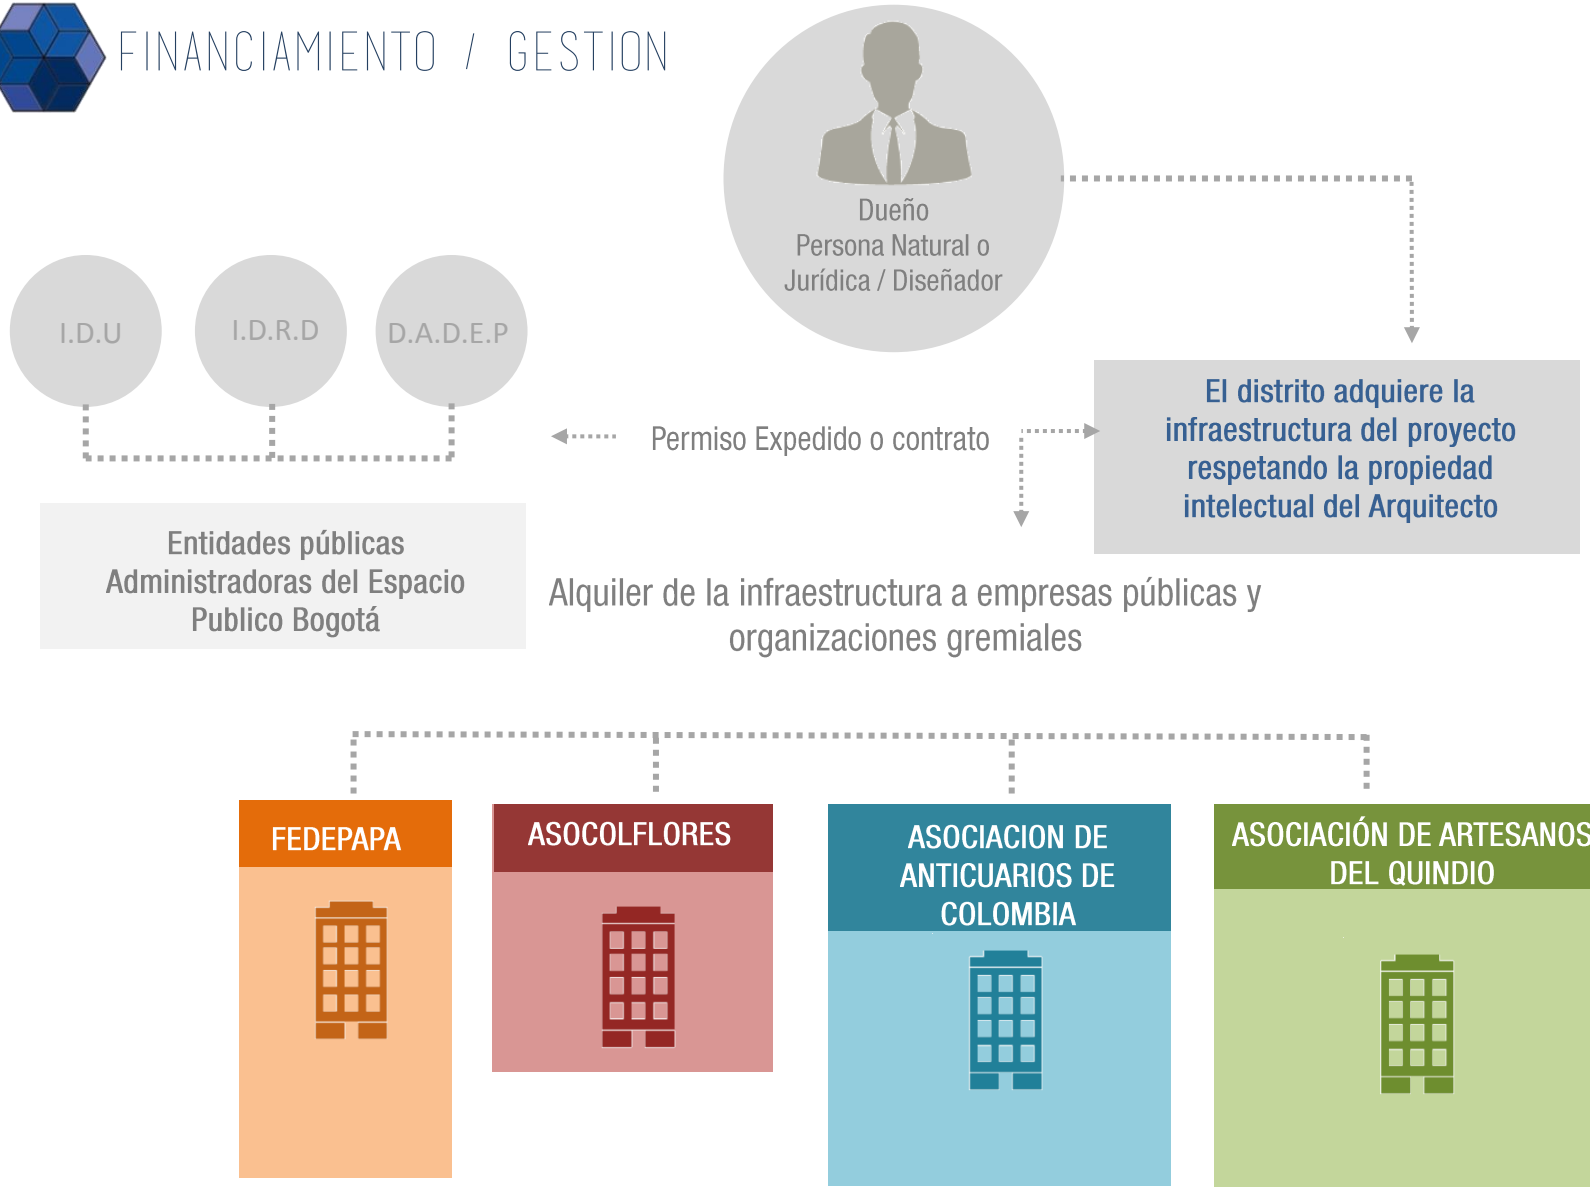 FINANCIAMIENTO / GESTION
Dueño
Persona Natural o
Jurídica / Diseñador
I.D.U
I.D.R.D
D.A.D.E.P
El distrito adquiere la
infraestructura del proyecto
respetando la propiedad
intelectual del Arquitecto
Permiso Expedido o contrato
Entidades públicas
Administradoras del Espacio
Publico Bogotá
Alquiler de la infraestructura a empresas públicas y
organizaciones gremiales
FEDEPAPA
ASOCOLFLORES
ASOCIACION DE
ANTICUARIOS DE
COLOMBIA
ASOCIACIÓN DE ARTESANOS
DEL QUINDIO